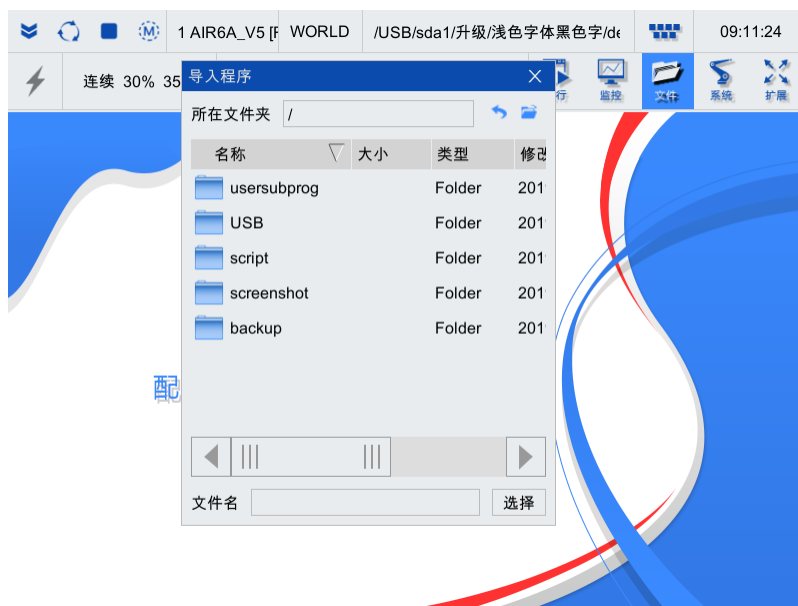 M 1 AIR6A_V5 [F WORLD /USB/sda1/升级/浅色字体黑色字/de 09:11:24
连续 30% 35 行 监控 文件 系统 扩展
导入程序
所在文件夹 /
名称 大小 类型 修改
usersubprog Folder 201
USB Folder 201
script Folder 201
screenshot Folder 201
backup Folder 201
配
文件名 选择